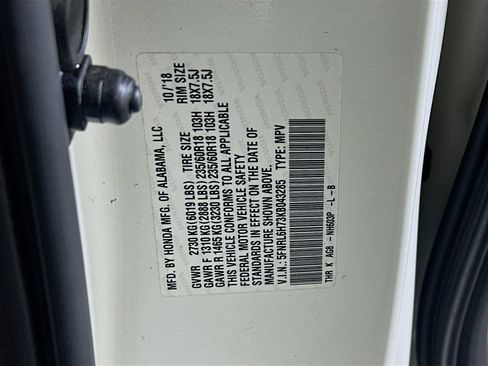 MFD. BY HONDA MFG. OF ALABAMA, LLC 10/18
TIRE SIZE RIM SIZE
GVWR 2730 KG (6019 LBS)
GAWR F 1310 KG (2888 LBS) 235/60R18 103H 18X7.5J
GAWR R 1465 KG (3230 LBS) 235/60R18 103H 18X7.5J
THIS VEHICLE CONFORMS TO ALL APPLICABLE
FEDERAL MOTOR VEHICLE SAFETY
STANDARDS IN EFFECT ON THE DATE OF
MANUFACTURE SHOWN ABOVE.
V.I.N.: 5FNRL6H73KB043285 TYPE: MPV
THR K AG8 - NH603P -L -B